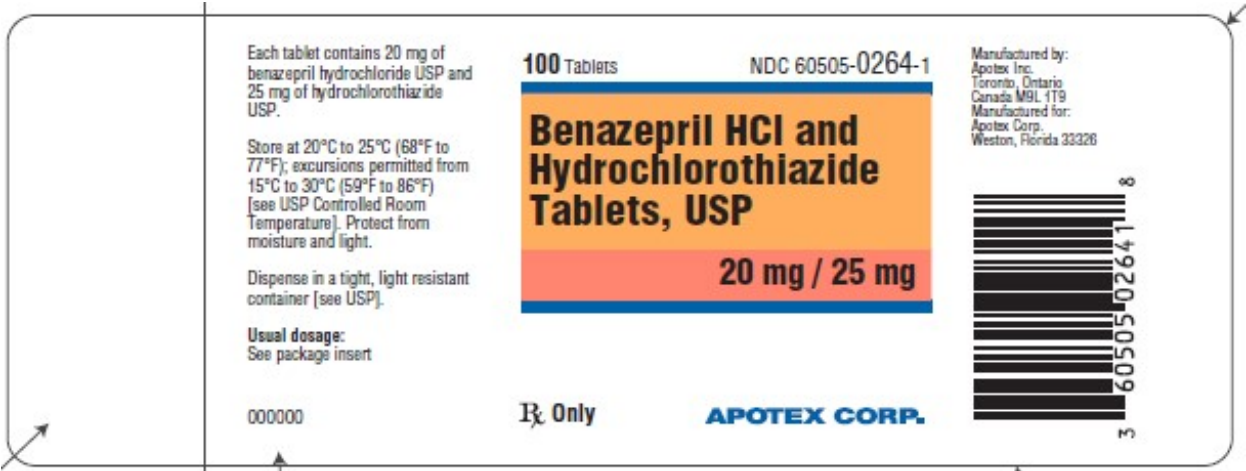 Each tablet contains 20 mg of
benazepril hydrochloride USP and
25 mg of hydrochlorothiazide
USP.
Store at 20°C to 25°C (68°F to
77°F); excursions permitted from
15°C to 30°C (59°F to 86°F)
[see USP Controlled Room
Temperature]. Protect from
moisture and light.
Dispense in a tight, light resistant
container [see USP].
Usual dosage:
See package insert
000000
100 Tablets
NDC 60505-0264-1
Benazepril HCl and
Hydrochlorothiazide
Tablets, USP
20 mg / 25 mg
℞ Only
APOTEX CORP.
Manufactured by:
Apotex Inc.
Toronto, Ontario
Canada M9L 1T9
Manufactured for:
Apotex Corp.
Weston, Florida 33326
3 60505 02641 8